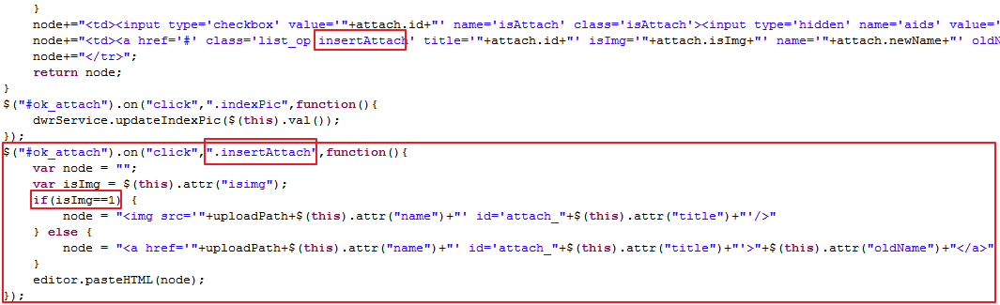 }
node+="<td><input type='checkbox' value='"+attach.id+"' name='isAttach' class='isAttach'><input type='hidden' name='aids' value='
node+="<td><a href='#' class='list_op insertAttach' title='"+attach.id+"' isImg='"+attach.isImg+"' name='"+attach.newName+"' oldN
node+="</tr>";
return node;
}
$("#ok_attach").on("click",".indexPic",function(){
dwrService.updateIndexPic($(this).val());
});
$("#ok_attach").on("click",".insertAttach",function(){
var node = "";
var isImg = $(this).attr("isimg");
if(isImg==1) {
node = "<img src='"+uploadPath+$(this).attr("name")+"' id='attach_"+$(this).attr("title")+"'/>"
} else {
node = "<a href='"+uploadPath+$(this).attr("name")+"' id='attach_"+$(this).attr("title")+"'>"+$(this).attr("oldName")+"</a>"
}
editor.pasteHTML(node);
});